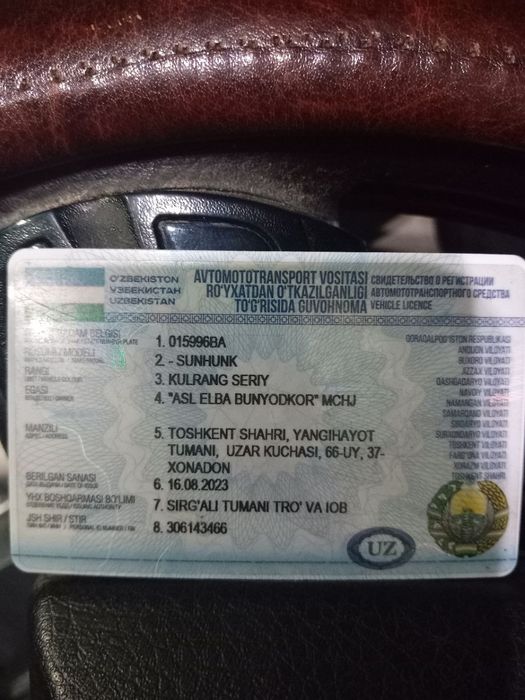 O'ZBEKISTON
ЎЗБЕКИСТАН
UZBEKISTAN
AVTOMOTOTRANSPORT VOSITASI
RO'YXATDAN O'TKAZILGANLIGI
TO'G'RISIDA GUVOHNOMA
СВИДЕТЕЛЬСТВО О РЕГИСТРАЦИИ
АВТОМОТОТРАНСПОРТНОГО СРЕДСТВА
VEHICLE LICENCE
BELGISI 1. 015996BA
2. - SUNHUNK
RANGI 3. KULRANG SERIY
EGASI 4. "ASL ELBA BUNYODKOR" MCHJ
MANZILI 5. TOSHKENT SHAHRI, YANGIHAYOT
TUMANI, UZAR KUCHASI, 66-UY, 37-
XONADON
BERILGAN SANASI 6. 16.08.2023
YHX BOSHQARMASI BO'LIMI 7. SIRG'ALI TUMANI TRO' VA IOB
JSH SHIR / STIR 8. 306143466
QORAQALPOG'ISTON RESPUBLIKASI
ANDIJON VILOYATI
BUXORO VILOYATI
JIZZAX VILOYATI
QASHQADARYO VILOYATI
NAVOIY VILOYATI
NAMANGAN VILOYATI
SAMARQAND VILOYATI
SIRDARYO VILOYATI
SURXONDARYO VILOYATI
TOSHKENT VILOYATI
FARG'ONA VILOYATI
XORAZM VILOYATI
TOSHKENT SHAHRI
UZ